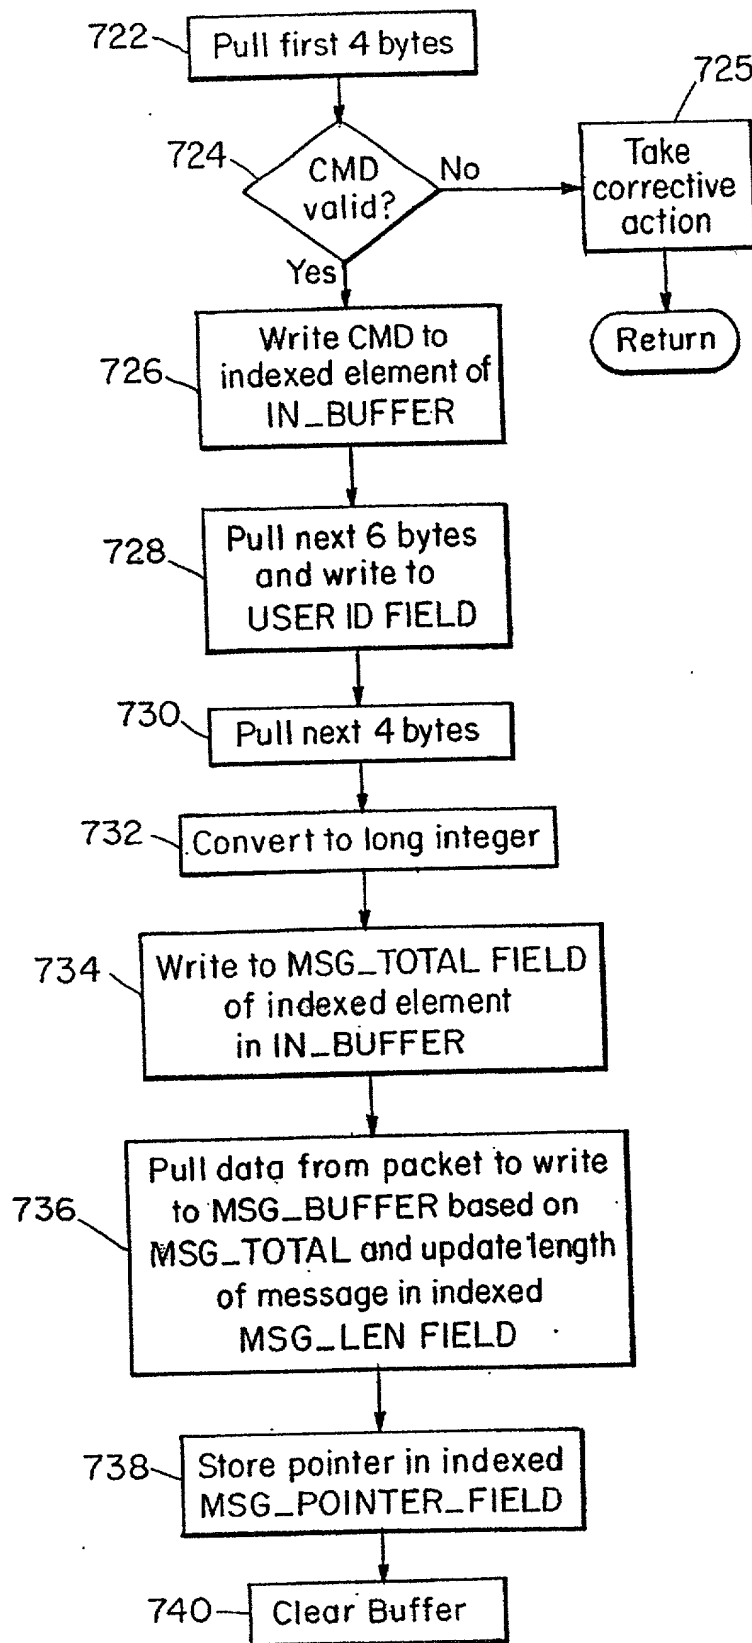 722
Pull first 4 bytes
724
CMD
valid?
No
725
Take
corrective
action
Return
Yes
726
Write CMD to
indexed element of
IN_BUFFER
728
Pull next 6 bytes
and write to
USER ID FIELD
730
Pull next 4 bytes
732
Convert to long integer
734
Write to MSG_TOTAL FIELD
of indexed element
in IN_BUFFER
736
Pull data from packet to write
to MSG_BUFFER based on
MSG_TOTAL and update length
of message in indexed
MSG_LEN FIELD
738
Store pointer in indexed
MSG_POINTER_FIELD
740
Clear Buffer